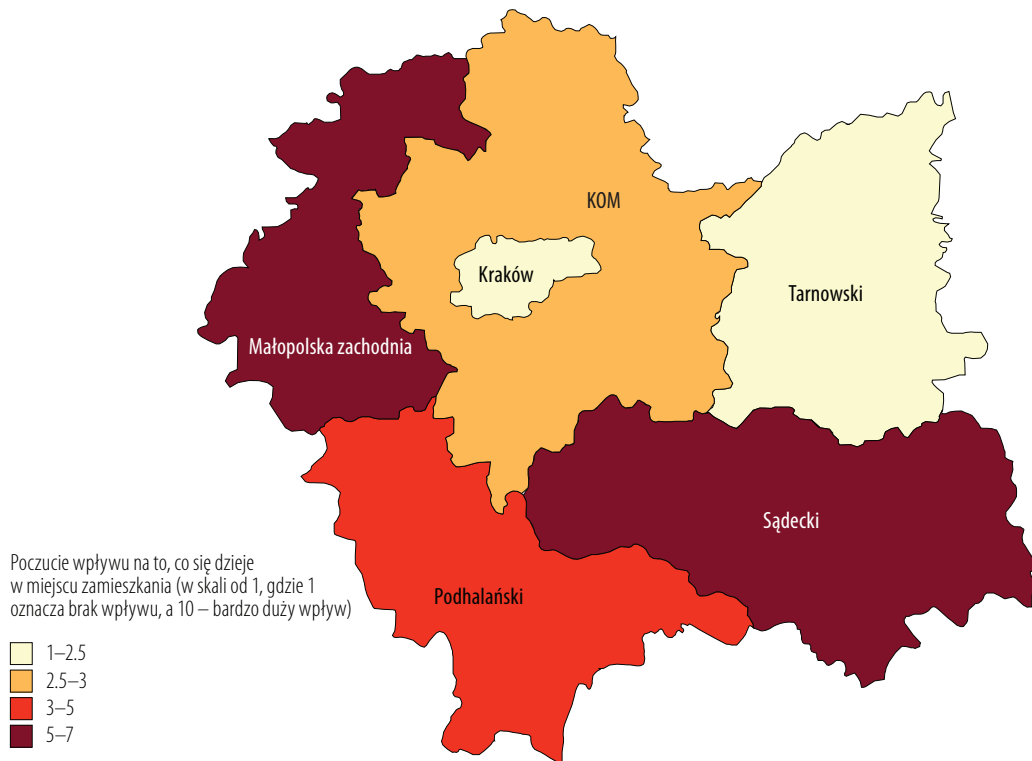 KOM
Kraków
Tarnowski
Małopolska zachodnia
Sądecki
Podhalański
Poczucie wpływu na to, co się dzieje
w miejscu zamieszkania (w skali od 1, gdzie 1
oznacza brak wpływu, a 10 – bardzo duży wpływ)
1–2.5
2.5–3
3–5
5–7